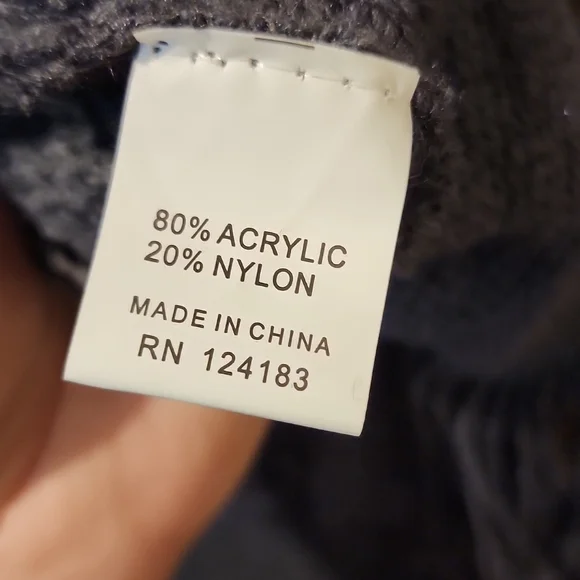 80% ACRYLIC
20% NYLON
MADE IN CHINA
RN 124183